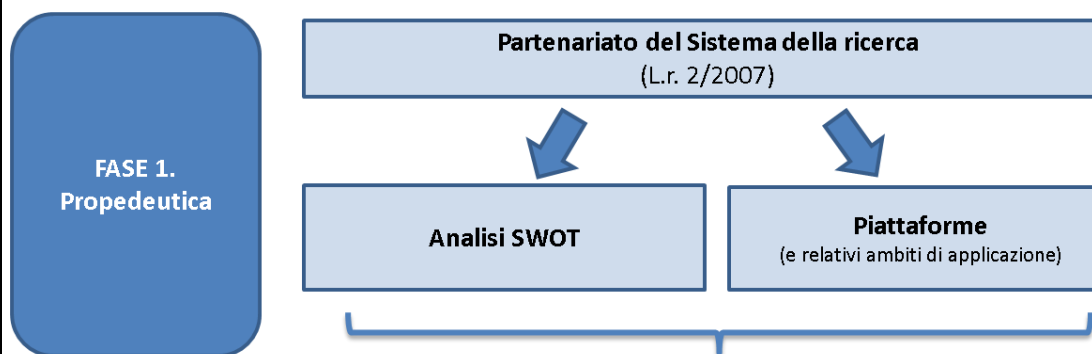 FASE 1.
Propedeutica
Partenariato del Sistema della ricerca
(L.r. 2/2007)
Analisi SWOT
Piattaforme
(e relativi ambiti di applicazione)